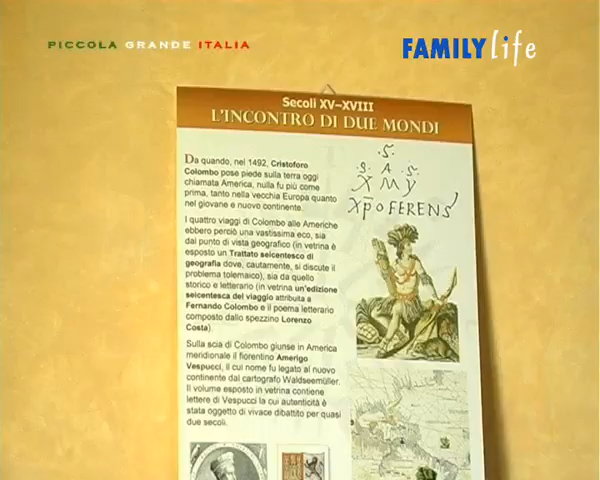 PICCOLA GRANDE ITALIA
FAMILY life
Secoli XV-XVIII
L'INCONTRO DI DUE MONDI
Da quando, nel 1492, Cristoforo
Colombo pose piede sulla terra oggi
chiamata America, nulla fu più come
prima, tanto nella vecchia Europa quanto
nel giovane e nuovo continente.
I quattro viaggi di Colombo alle Americhe
ebbero perciò una vastissima eco, sia
dal punto di vista geografico (in vetrina è
esposto un Trattato seicentesco di
geografia dove, cautamente, si discute il
problema tolemaico), sia da quello
storico e letterario (in vetrina un'edizione
seicentesca del viaggio attribuita a
Fernando Colombo e il poema letterario
composto dallo spezzino Lorenzo
Costa).
Sulla scia di Colombo giunse in America
meridionale il fiorentino Amerigo
Vespucci, il cui nome fu legato al nuovo
continente dal cartografo Waldseemüller.
Il volume esposto in vetrina contiene
lettere di Vespucci la cui autenticità è
stata oggetto di vivace dibattito per quasi
due secoli.
.S.
.S. A .S.
X M Y
Xp̄oFERENS